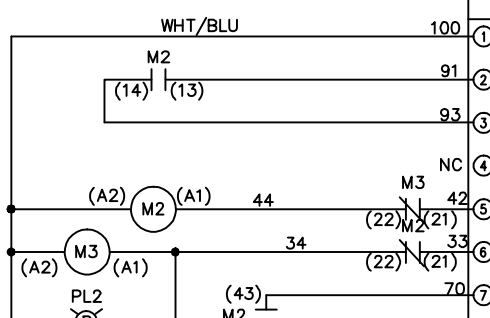 WHT/BLU 100 1
M2
91 2
(14) (13)
93 3
NC 4
M3
(A2) M2 (A1) 44 42 5
(22) (21)
M2
M3 34 33 6
(A2) (A1) (22) (21)
PL2 (43) 70 7
M2